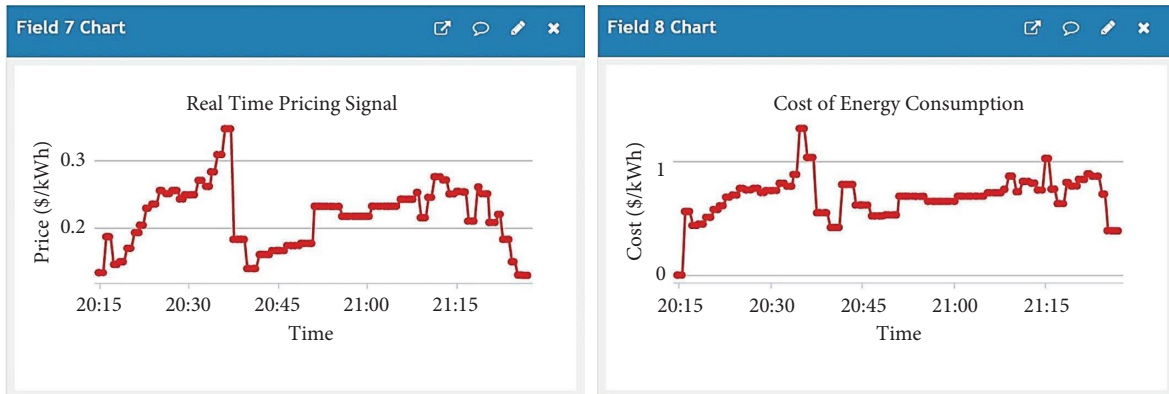 Field 7 Chart
Real Time Pricing Signal
Price ($/kWh)
0.3
0.2
20:15 20:30 20:45 21:00 21:15
Time
Field 8 Chart
Cost of Energy Consumption
Cost ($/kWh)
1
0
20:15 20:30 20:45 21:00 21:15
Time